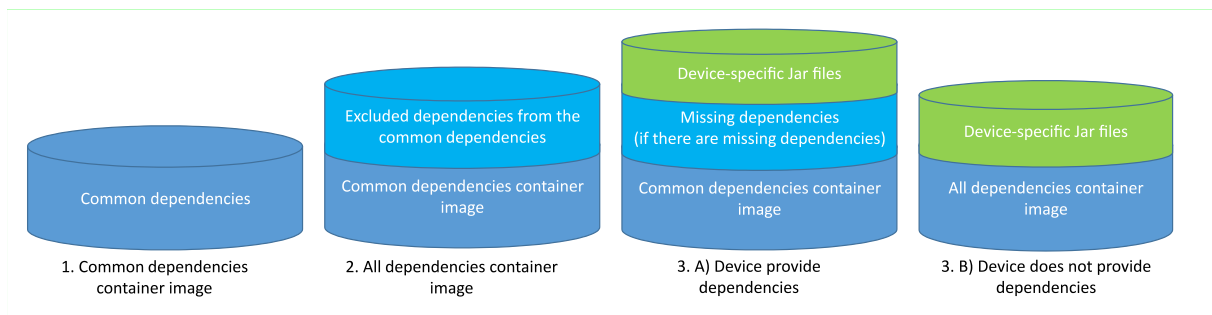 Common dependencies
1. Common dependencies
container image
Excluded dependencies from the
common dependencies
Common dependencies container
image
2. All dependencies container
image
Device-specific Jar files
Missing dependencies
(if there are missing dependencies)
Common dependencies container
image
3. A) Device provide
dependencies
Device-specific Jar files
All dependencies container
image
3. B) Device does not provide
dependencies